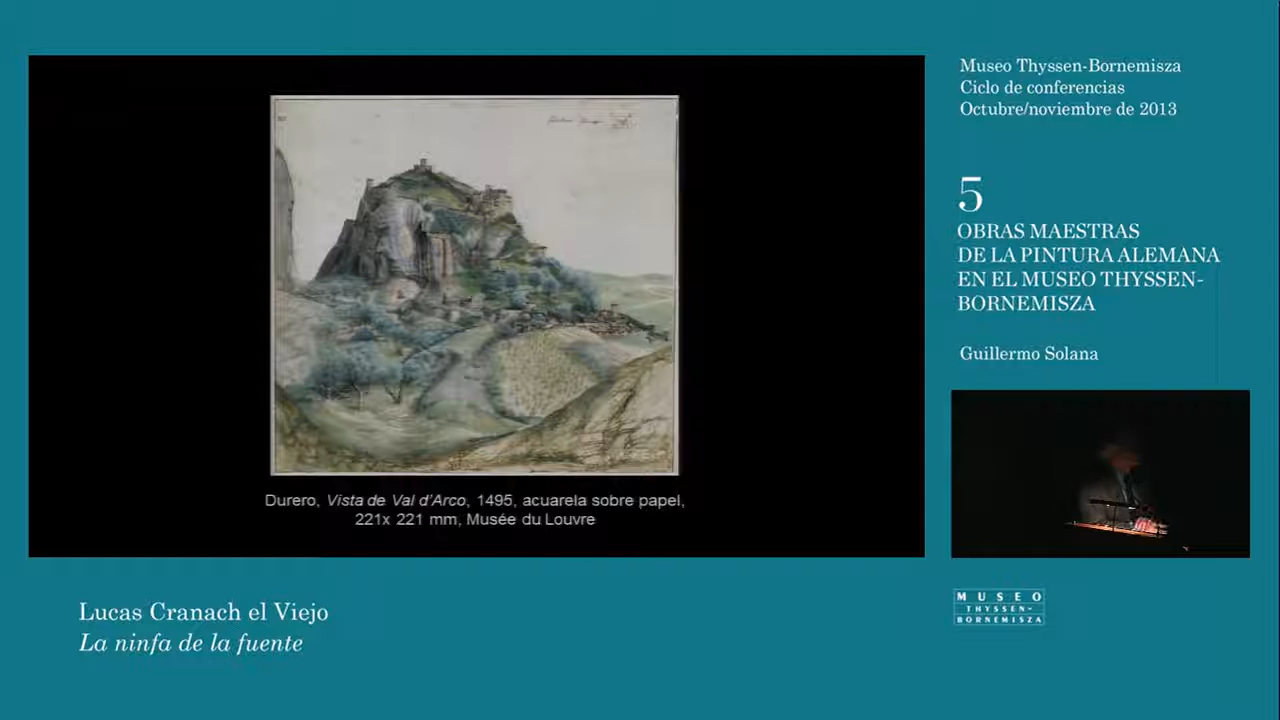 Museo Thyssen-Bornemisza
Ciclo de conferencias
Octubre/noviembre de 2013
5
OBRAS MAESTRAS
DE LA PINTURA ALEMANA
EN EL MUSEO THYSSEN-
BORNEMISZA
Guillermo Solana
Durero, Vista de Val d’Arco, 1495, acuarela sobre papel,
221x 221 mm, Musée du Louvre
Lucas Cranach el Viejo
La ninfa de la fuente
MUSEO
THYSSEN-
BORNEMISZA